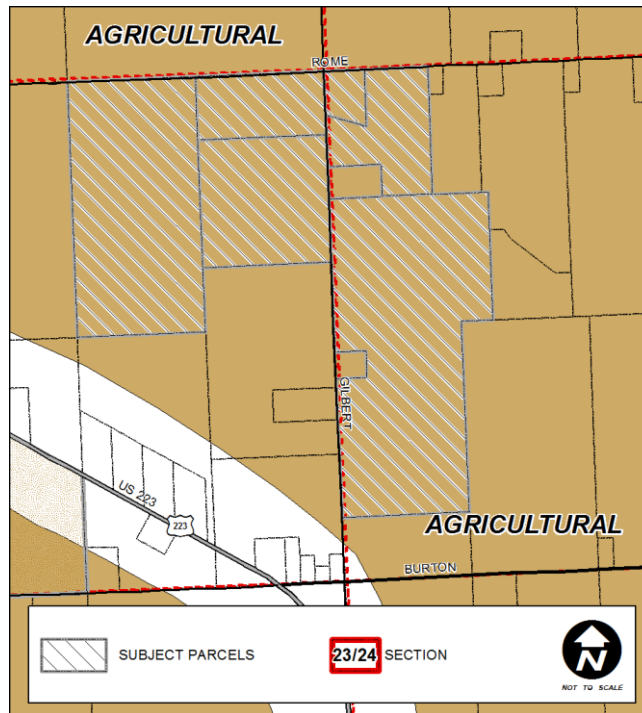 AGRICULTURAL
ROME
GILBERT
US 223
223
AGRICULTURAL
BURTON
SUBJECT PARCELS
23/24 SECTION
N
NOT TO SCALE